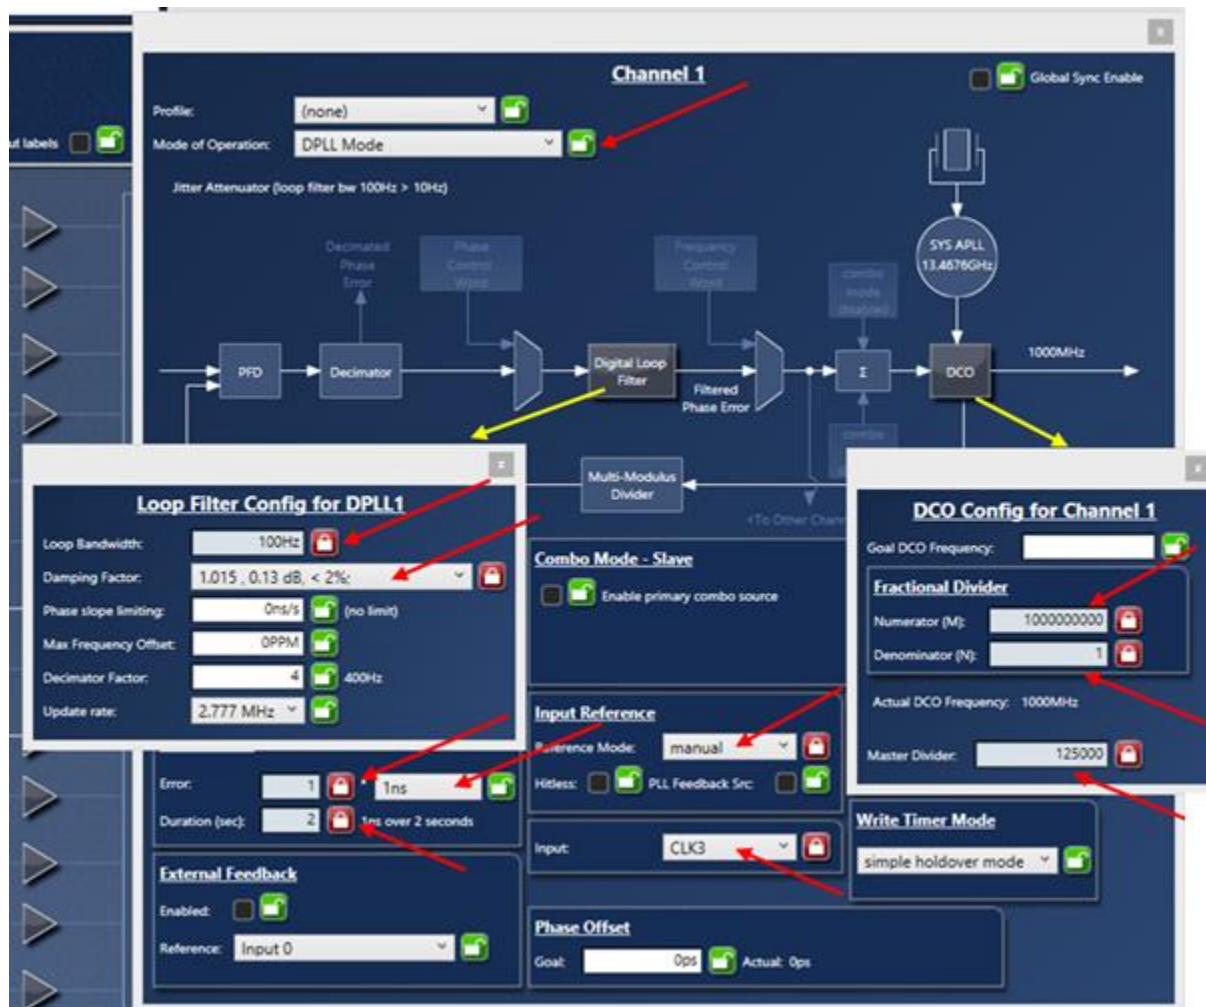 Channel 1
Global Sync Enable
Profile: (none)
ut labels
Mode of Operation: DPLL Mode
Jitter Attenuator (loop filter bw 100Hz > 10Hz)
Decimated
Phase
Error
Phase
Control
Word
Frequency
Control
Word
combo
mode
disabled
SYS APLL
13.4676GHz
PFD
Decimator
Digital Loop
Filter
Filtered
Phase Error
Σ
DCO
1000MHz
combo
Multi-Modulus
Divider
<To Other Chann
Loop Filter Config for DPLL1
Loop Bandwidth: 100Hz
Damping Factor: 1.015 , 0.13 dB, < 2%;
Phase slope limiting: 0ns/s (no limit)
Max Frequency Offset: 0PPM
Decimator Factor: 4 400Hz
Update rate: 2.777 MHz
Combo Mode - Slave
Enable primary combo source
DCO Config for Channel 1
Goal DCO Frequency:
Fractional Divider
Numerator (M): 1000000000
Denominator (N): 1
Actual DCO Frequency: 1000MHz
Master Divider: 125000
Input Reference
Reference Mode: manual
Hitless: PLL Feedback Src:
Error: 1 * 1ns
Duration (sec): 2 1ns over 2 seconds
Input: CLK3
Write Timer Mode
simple holdover mode
External Feedback
Enabled:
Reference: Input 0
Phase Offset
Goal: 0ps Actual: 0ps